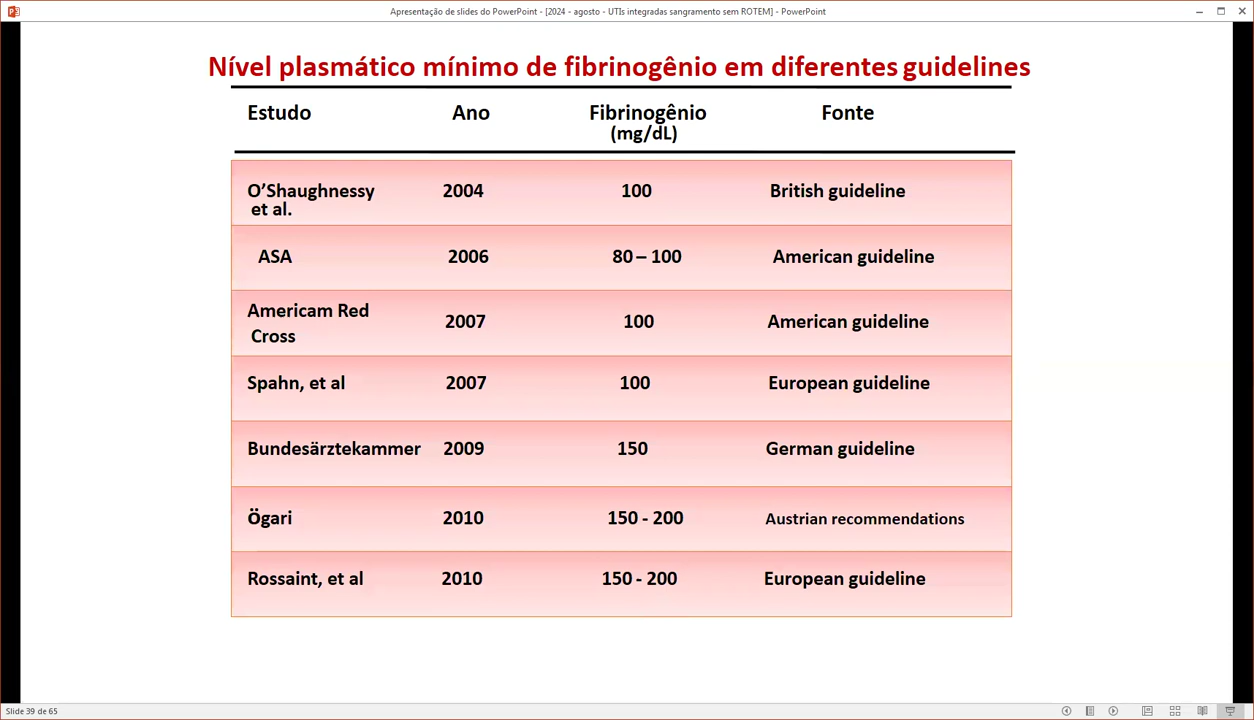 Apresentação de slides do PowerPoint - [2024 - agosto - UTIs integradas sangramento sem ROTEM] - PowerPoint
Nível plasmático mínimo de fibrinogênio em diferentes guidelines
Estudo Ano Fibrinogênio (mg/dL) Fonte
O’Shaughnessy et al. 2004 100 British guideline
ASA 2006 80 – 100 American guideline
Americam Red Cross 2007 100 American guideline
Spahn, et al 2007 100 European guideline
Bundesärztekammer 2009 150 German guideline
Ögari 2010 150 - 200 Austrian recommendations
Rossaint, et al 2010 150 - 200 European guideline
Slide 39 de 65